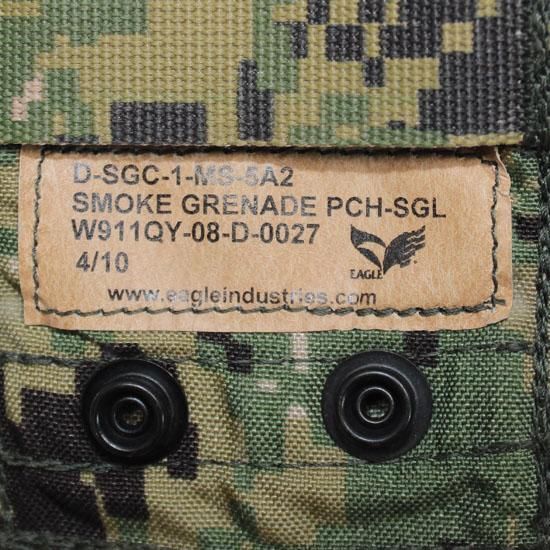 D-SGC-1-MS-5A2
SMOKE GRENADE PCH-SGL
W911QY-08-D-0027
4/10
EAGLE
www.eagleindustries.com